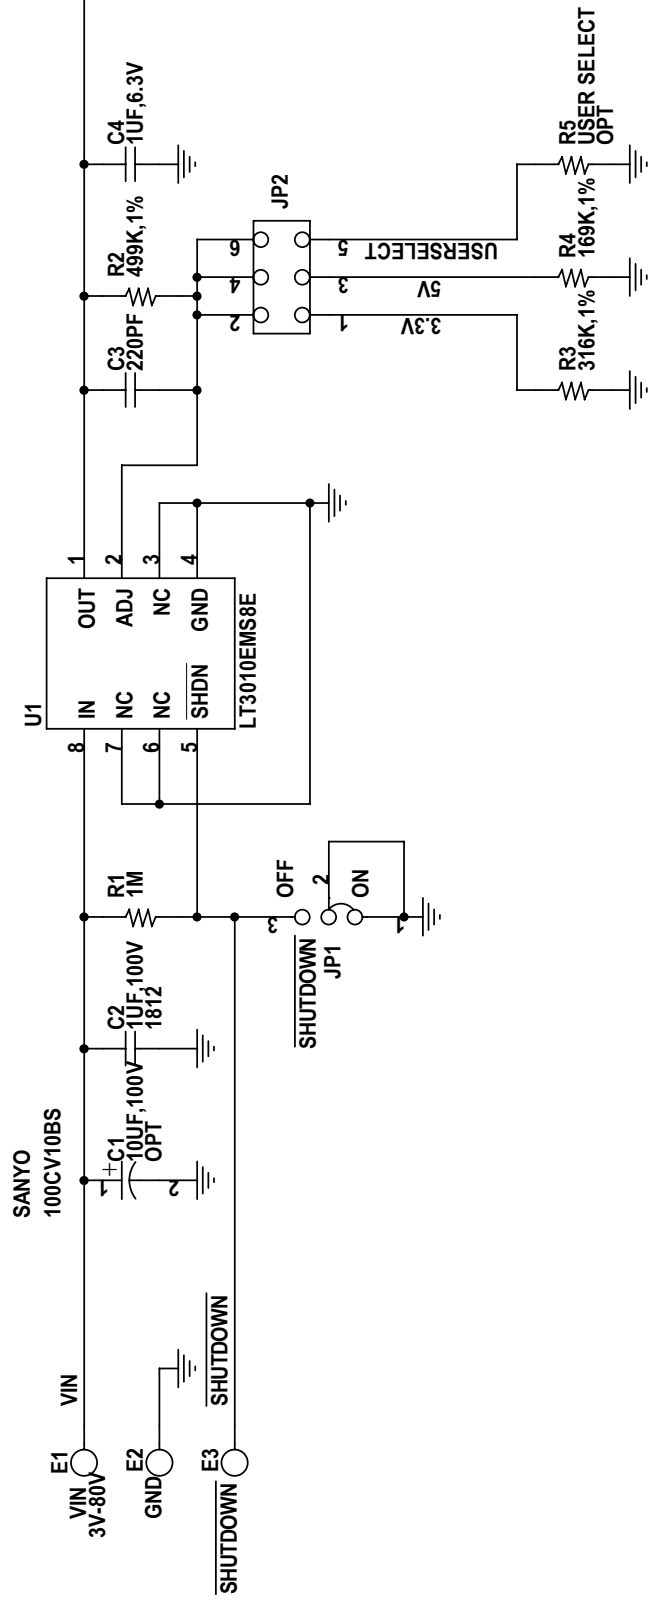 SANYO
100CV10BS
E1
VIN
3V-80V
VIN
E2
GND
E3
SHUTDOWN
SHUTDOWN
1
+
C1
10UF,100V
OPT
2
C2
1UF,100V
1812
R1
1M
SHUTDOWN
JP1
OFF
ON
3
2
1
U1
8
IN
OUT
1
7
NC
ADJ
2
6
NC
NC
3
5
SHDN
GND
4
LT3010EMS8E
C3
220PF
R2
499K,1%
C4
1UF,6.3V
JP2
2
4
6
1
3
5
3.3V
5V
USERSELECT
R3
316K,1%
R4
169K,1%
R5
USER SELECT
OPT